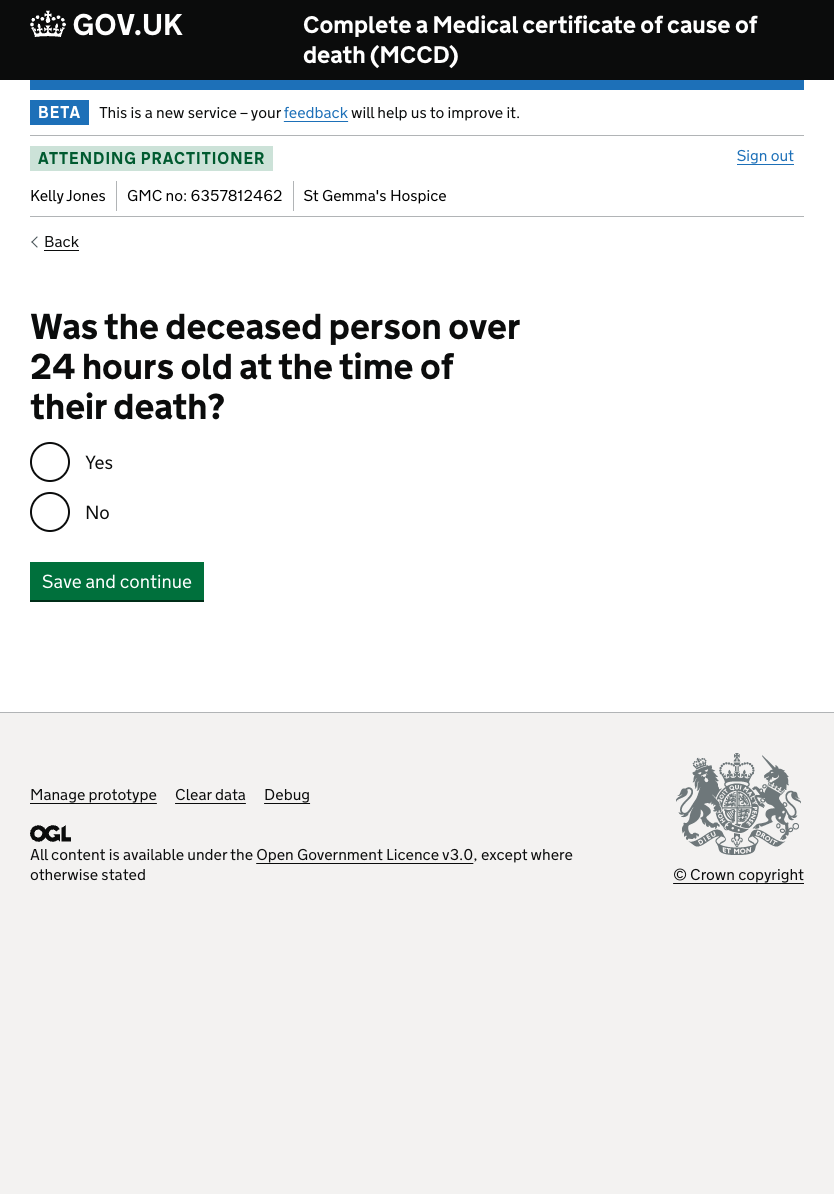 GOV.UK
Complete a Medical certificate of cause of
death (MCCD)
BETA This is a new service – your feedback will help us to improve it.
ATTENDING PRACTITIONER
Sign out
Kelly Jones GMC no: 6357812462 St Gemma's Hospice
Back
Was the deceased person over
24 hours old at the time of
their death?
Yes
No
Save and continue
Manage prototype Clear data Debug
OGL
All content is available under the Open Government Licence v3.0, except where
otherwise stated
DIEU ET MON DROIT
© Crown copyright